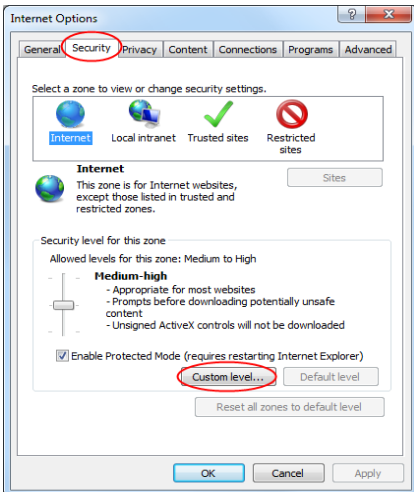 Internet Options
General Security Privacy Content Connections Programs Advanced
Select a zone to view or change security settings.
Internet Local intranet Trusted sites Restricted
sites
Internet
Sites
This zone is for Internet websites,
except those listed in trusted and
restricted zones.
Security level for this zone
Allowed levels for this zone: Medium to High
Medium-high
- Appropriate for most websites
- Prompts before downloading potentially unsafe
content
- Unsigned ActiveX controls will not be downloaded
Enable Protected Mode (requires restarting Internet Explorer)
Custom level... Default level
Reset all zones to default level
OK Cancel Apply